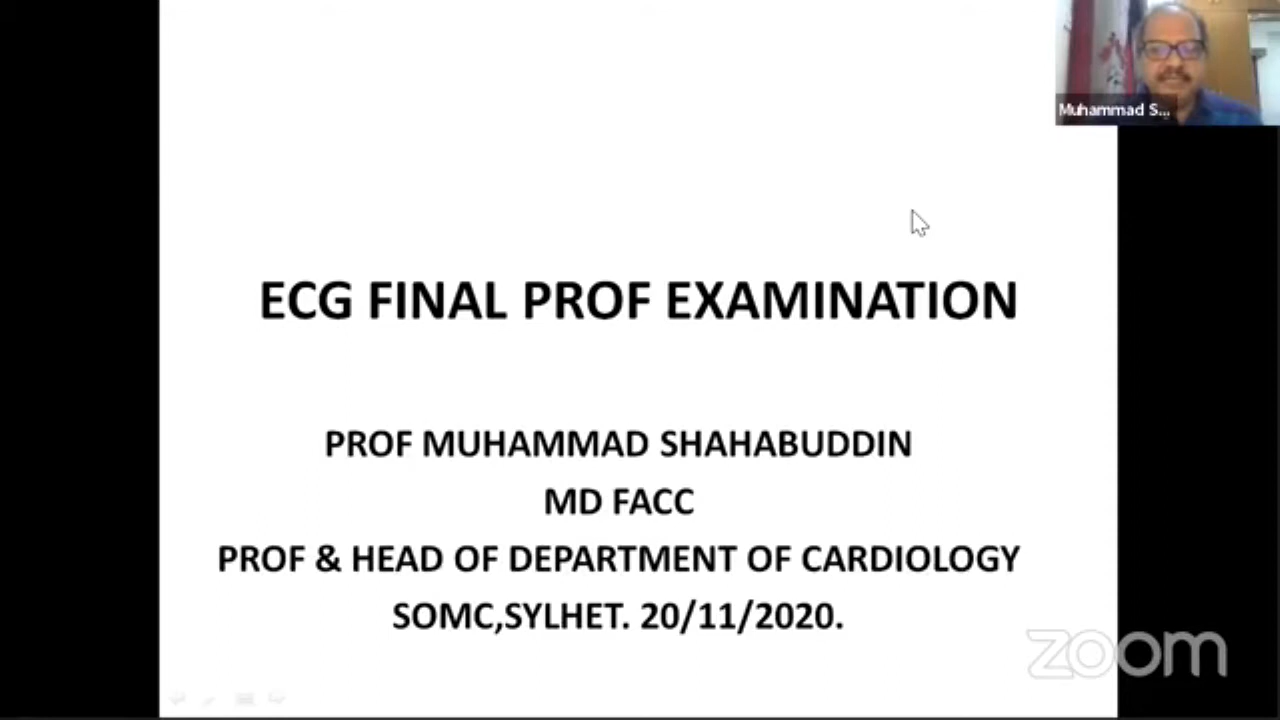 Muhammad S...
ECG FINAL PROF EXAMINATION
PROF MUHAMMAD SHAHABUDDIN
MD FACC
PROF & HEAD OF DEPARTMENT OF CARDIOLOGY
SOMC,SYLHET. 20/11/2020.
zoom